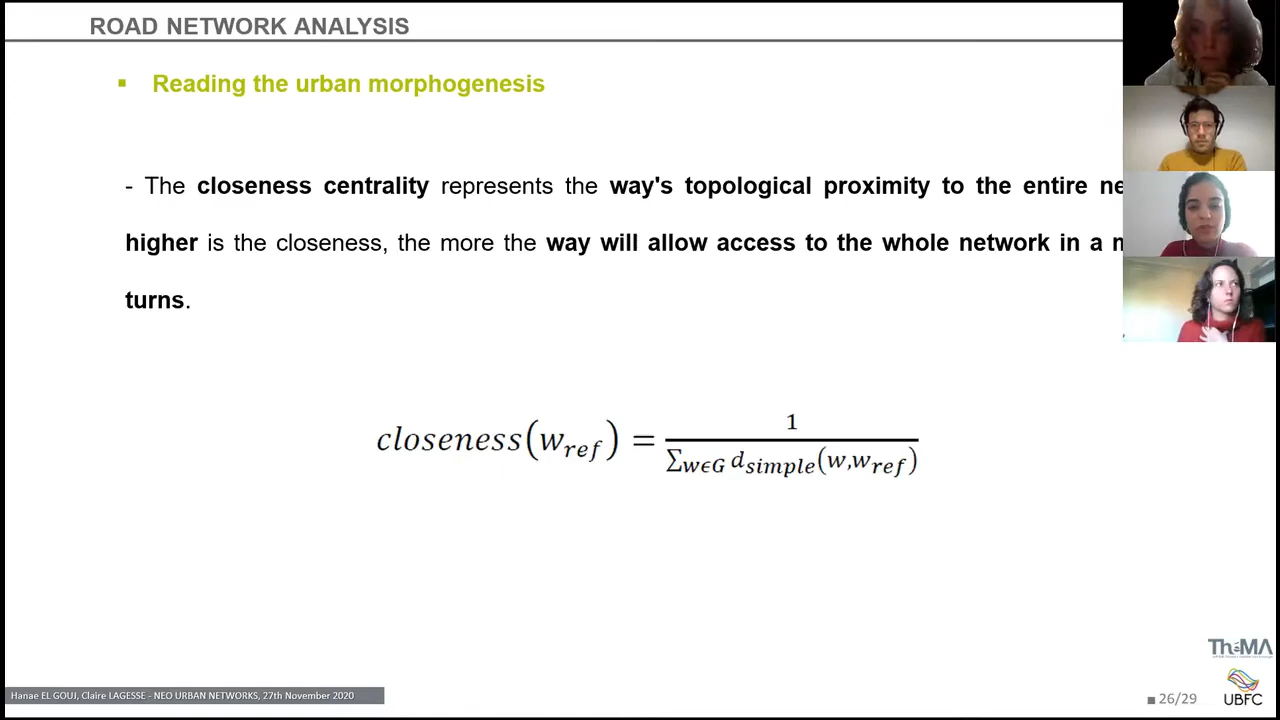 ROAD NETWORK ANALYSIS
▪ Reading the urban morphogenesis
- The closeness centrality represents the way's topological proximity to the entire
higher is the closeness, the more the way will allow access to the whole network in a
turns.
closeness(w_ref) = 1 / ∑_{wϵG} d_simple(w,w_ref)
ThéMA
Hanae EL GOUJ, Claire LAGESSE - NEO URBAN NETWORKS, 27th November 2020
26/29
UBFC